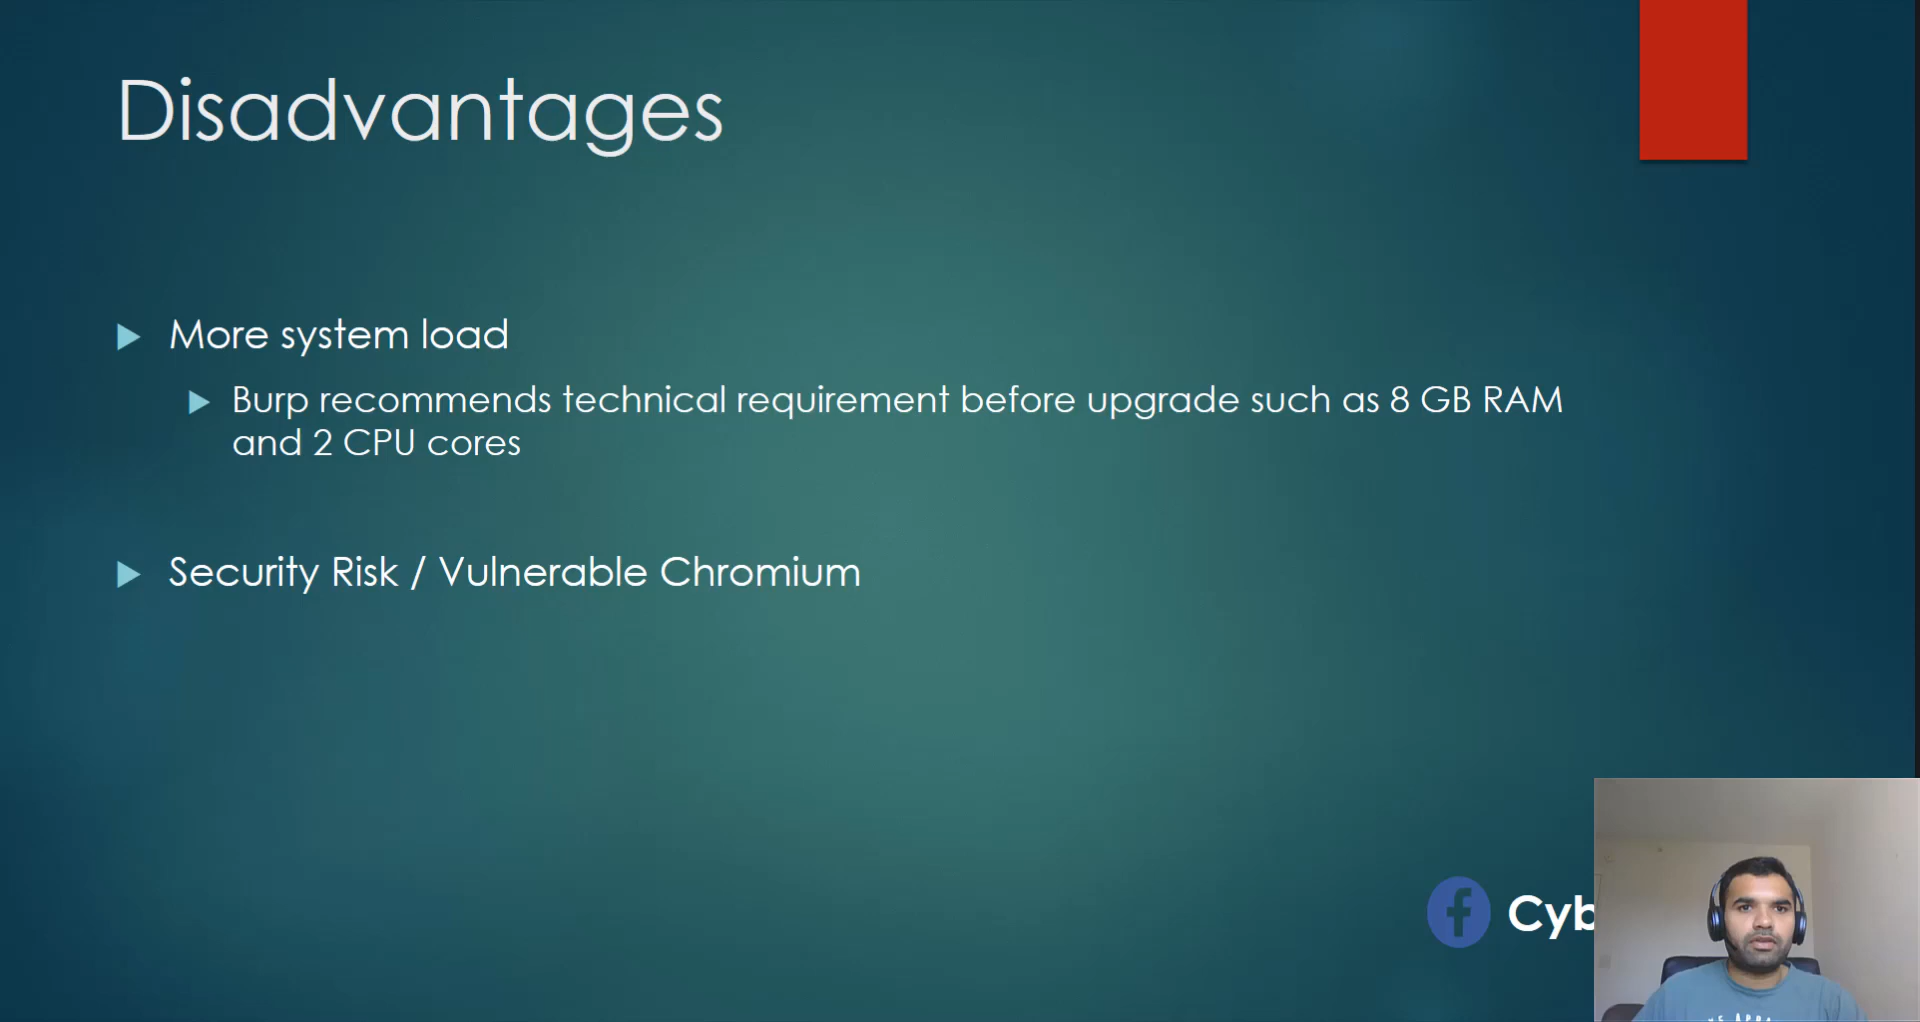 Disadvantages
More system load
Burp recommends technical requirement before upgrade such as 8 GB RAM
and 2 CPU cores
Security Risk / Vulnerable Chromium